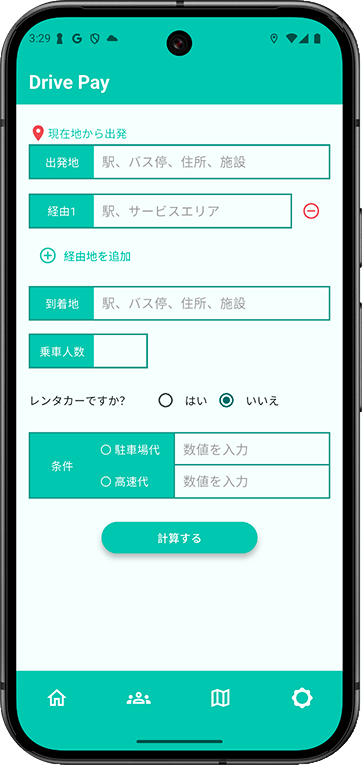 3:29
Drive Pay
現在地から出発
出発地 駅、バス停、住所、施設
経由1 駅、サービスエリア
経由地を追加
到着地 駅、バス停、住所、施設
乗車人数
レンタカーですか? はい いいえ
条件
駐車場代 数値を入力
高速代 数値を入力
計算する